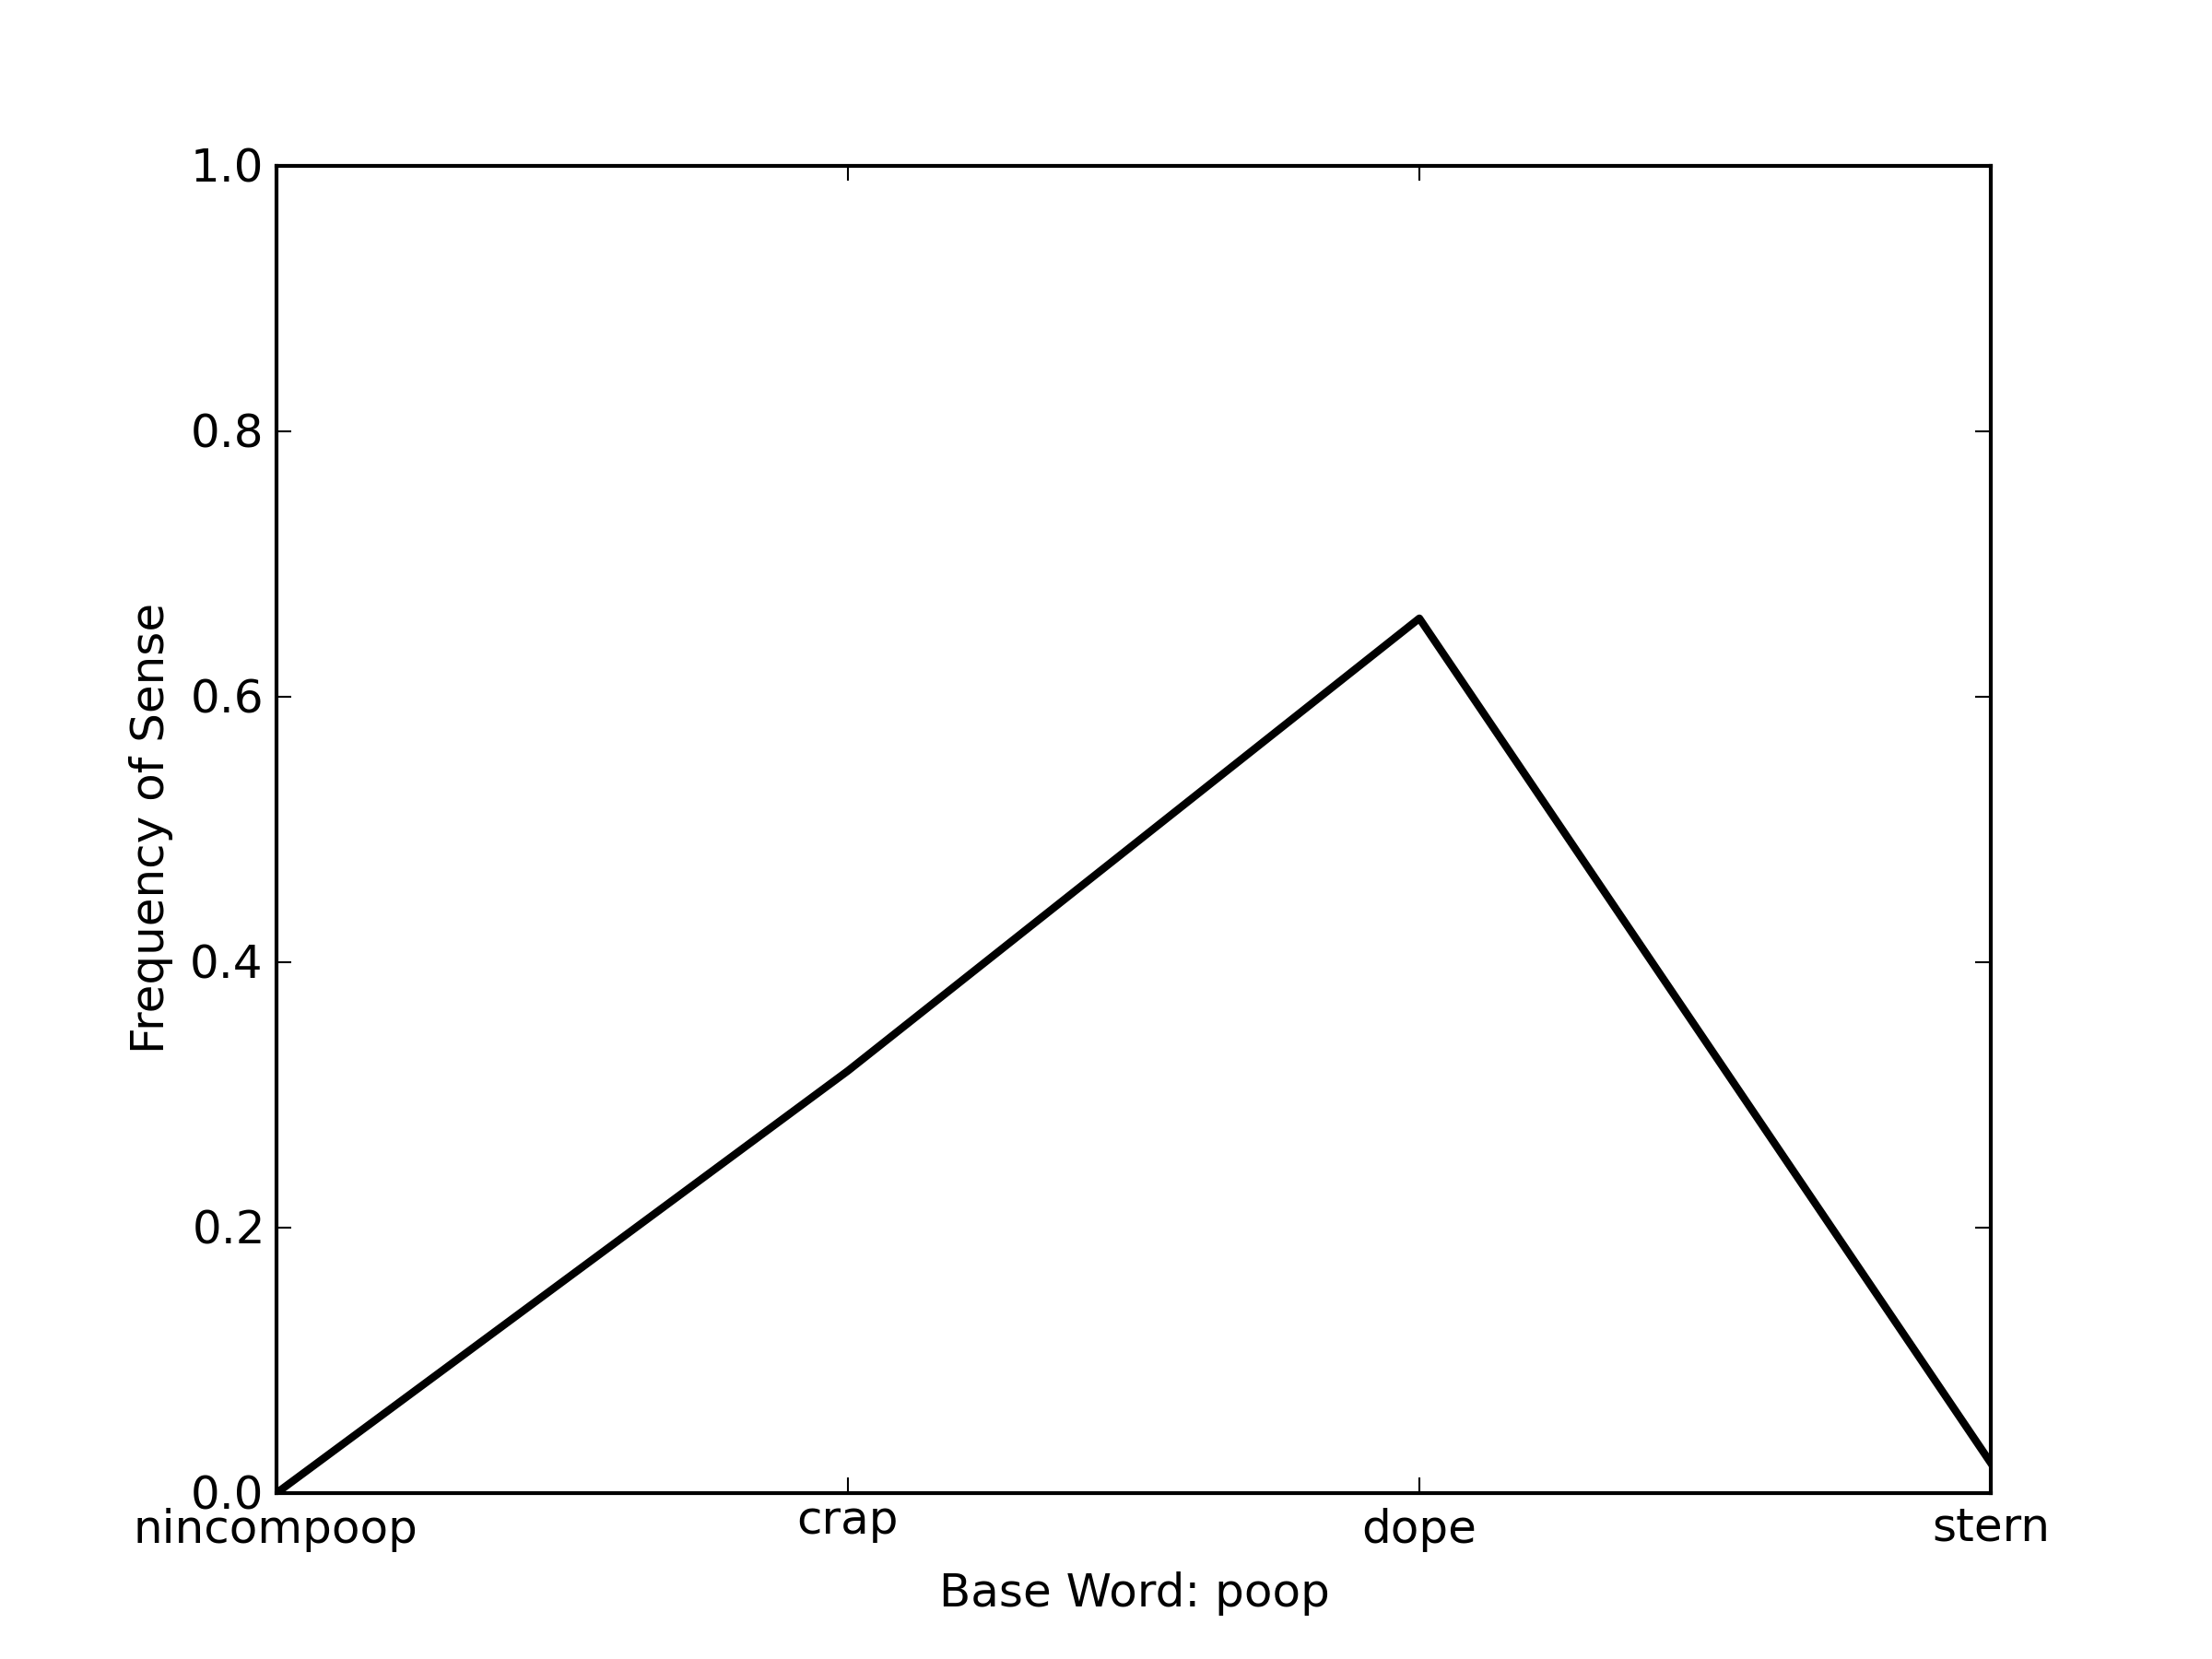 1.0
0.8
0.6
0.4
0.2
0.0
Frequency of Sense
nincompoop
crap
dope
stern
Base Word: poop